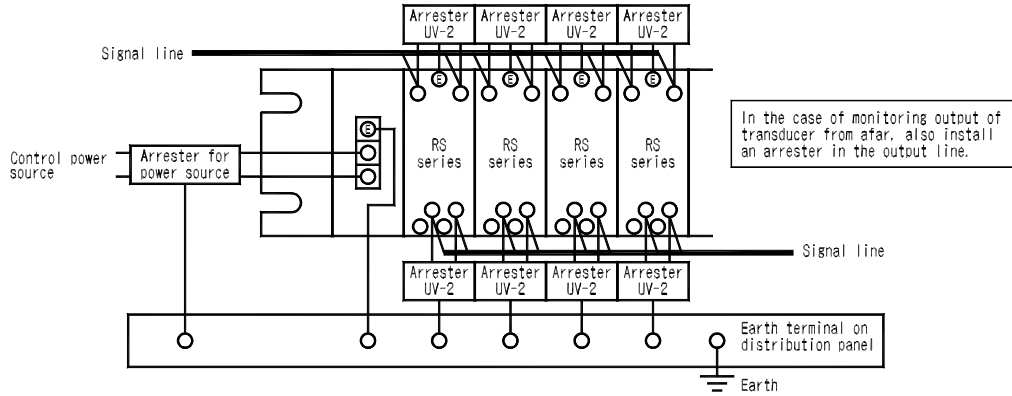 Arrester
UV-2
Arrester
UV-2
Arrester
UV-2
Arrester
UV-2
Signal line
E
E
E
E
In the case of monitoring output of
transducer from afar, also install
an arrester in the output line.
E
RS
series
RS
series
RS
series
RS
series
Control power
source
Arrester for
power source
Signal line
Arrester
UV-2
Arrester
UV-2
Arrester
UV-2
Arrester
UV-2
Earth terminal on
distribution panel
Earth